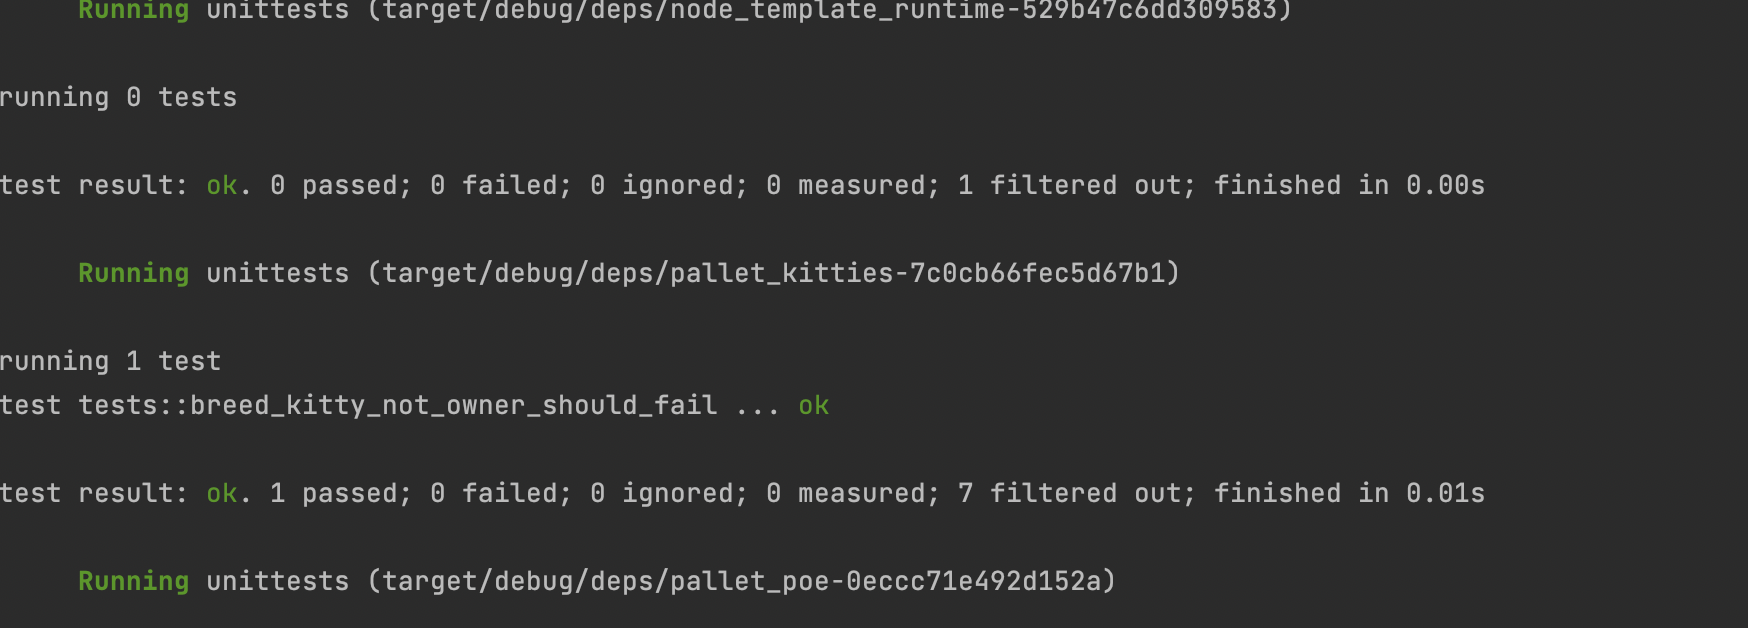 Running unittests (target/debug/deps/node_template_runtime-529b47c6dd309583)
running 0 tests
test result: ok. 0 passed; 0 failed; 0 ignored; 0 measured; 1 filtered out; finished in 0.00s
Running unittests (target/debug/deps/pallet_kitties-7c0cb66fec5d67b1)
running 1 test
test tests::breed_kitty_not_owner_should_fail ... ok
test result: ok. 1 passed; 0 failed; 0 ignored; 0 measured; 7 filtered out; finished in 0.01s
Running unittests (target/debug/deps/pallet_poe-0eccc71e492d152a)